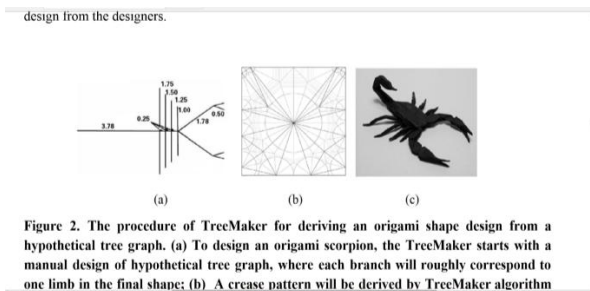 design from the designers.
1.75
1.50
1.25
1.00
0.25
0.50
1.78
3.78
(a)
(b)
(c)
Figure 2. The procedure of TreeMaker for deriving an origami shape design from a
hypothetical tree graph. (a) To design an origami scorpion, the TreeMaker starts with a
manual design of hypothetical tree graph, where each branch will roughly correspond to
one limb in the final shape; (b) A crease pattern will be derived by TreeMaker algorithm